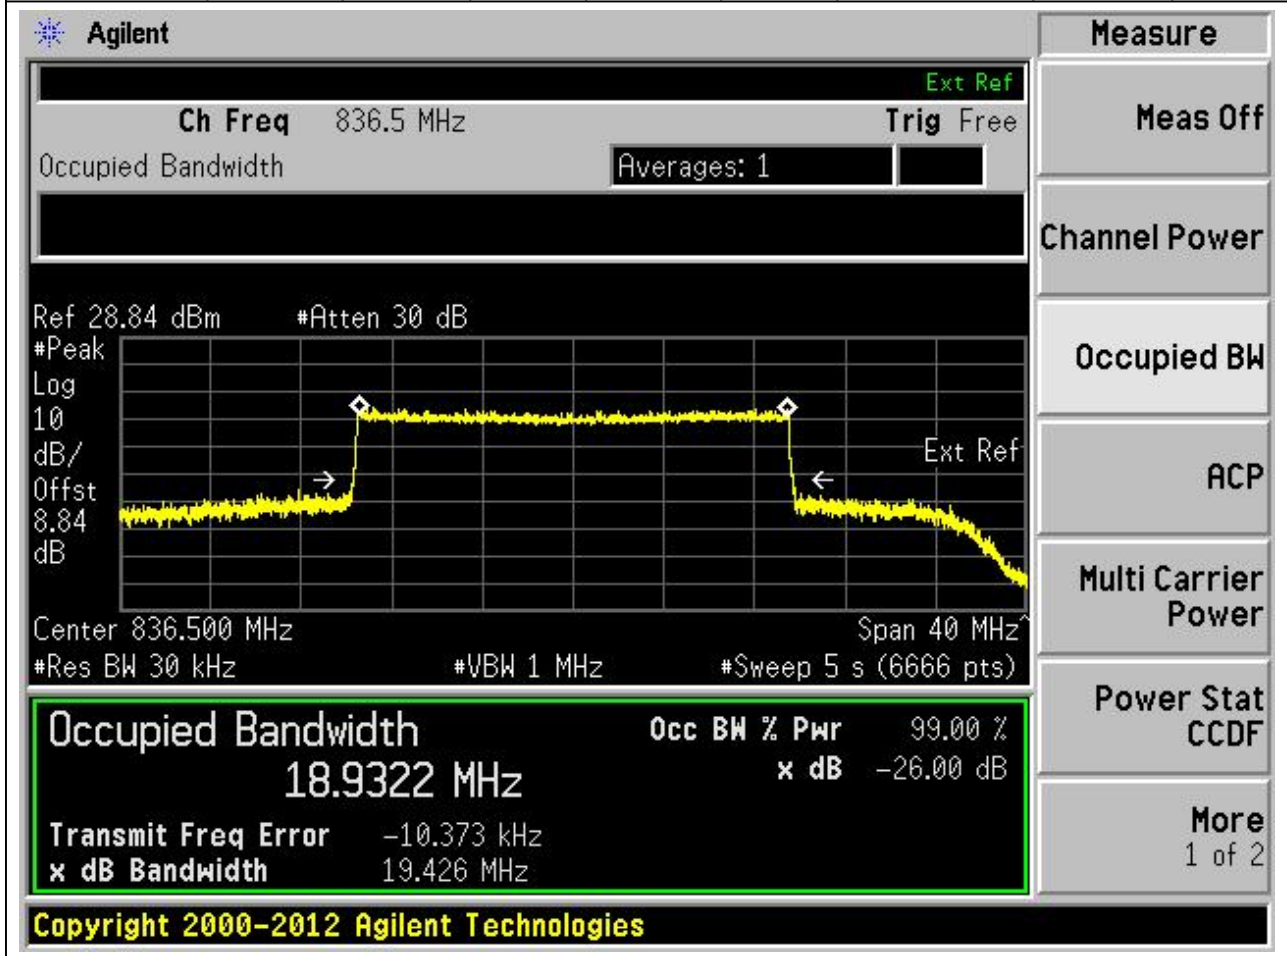 Agilent
Measure
Ext Ref
Ch Freq 836.5 MHz Trig Free
Meas Off
Occupied Bandwidth Averages: 1
Channel Power
Ref 28.84 dBm #Atten 30 dB
#Peak
Log
10
dB/
Offst
8.84
dB
Ext Ref
Occupied BW
ACP
Center 836.500 MHz Span 40 MHz^
#Res BW 30 kHz #VBW 1 MHz #Sweep 5 s (6666 pts)
Multi Carrier
Power
Occupied Bandwidth Occ BW % Pwr 99.00 %
18.9322 MHz x dB -26.00 dB
Transmit Freq Error -10.373 kHz
x dB Bandwidth 19.426 MHz
Power Stat
CCDF
More
1 of 2
Copyright 2000-2012 Agilent Technologies